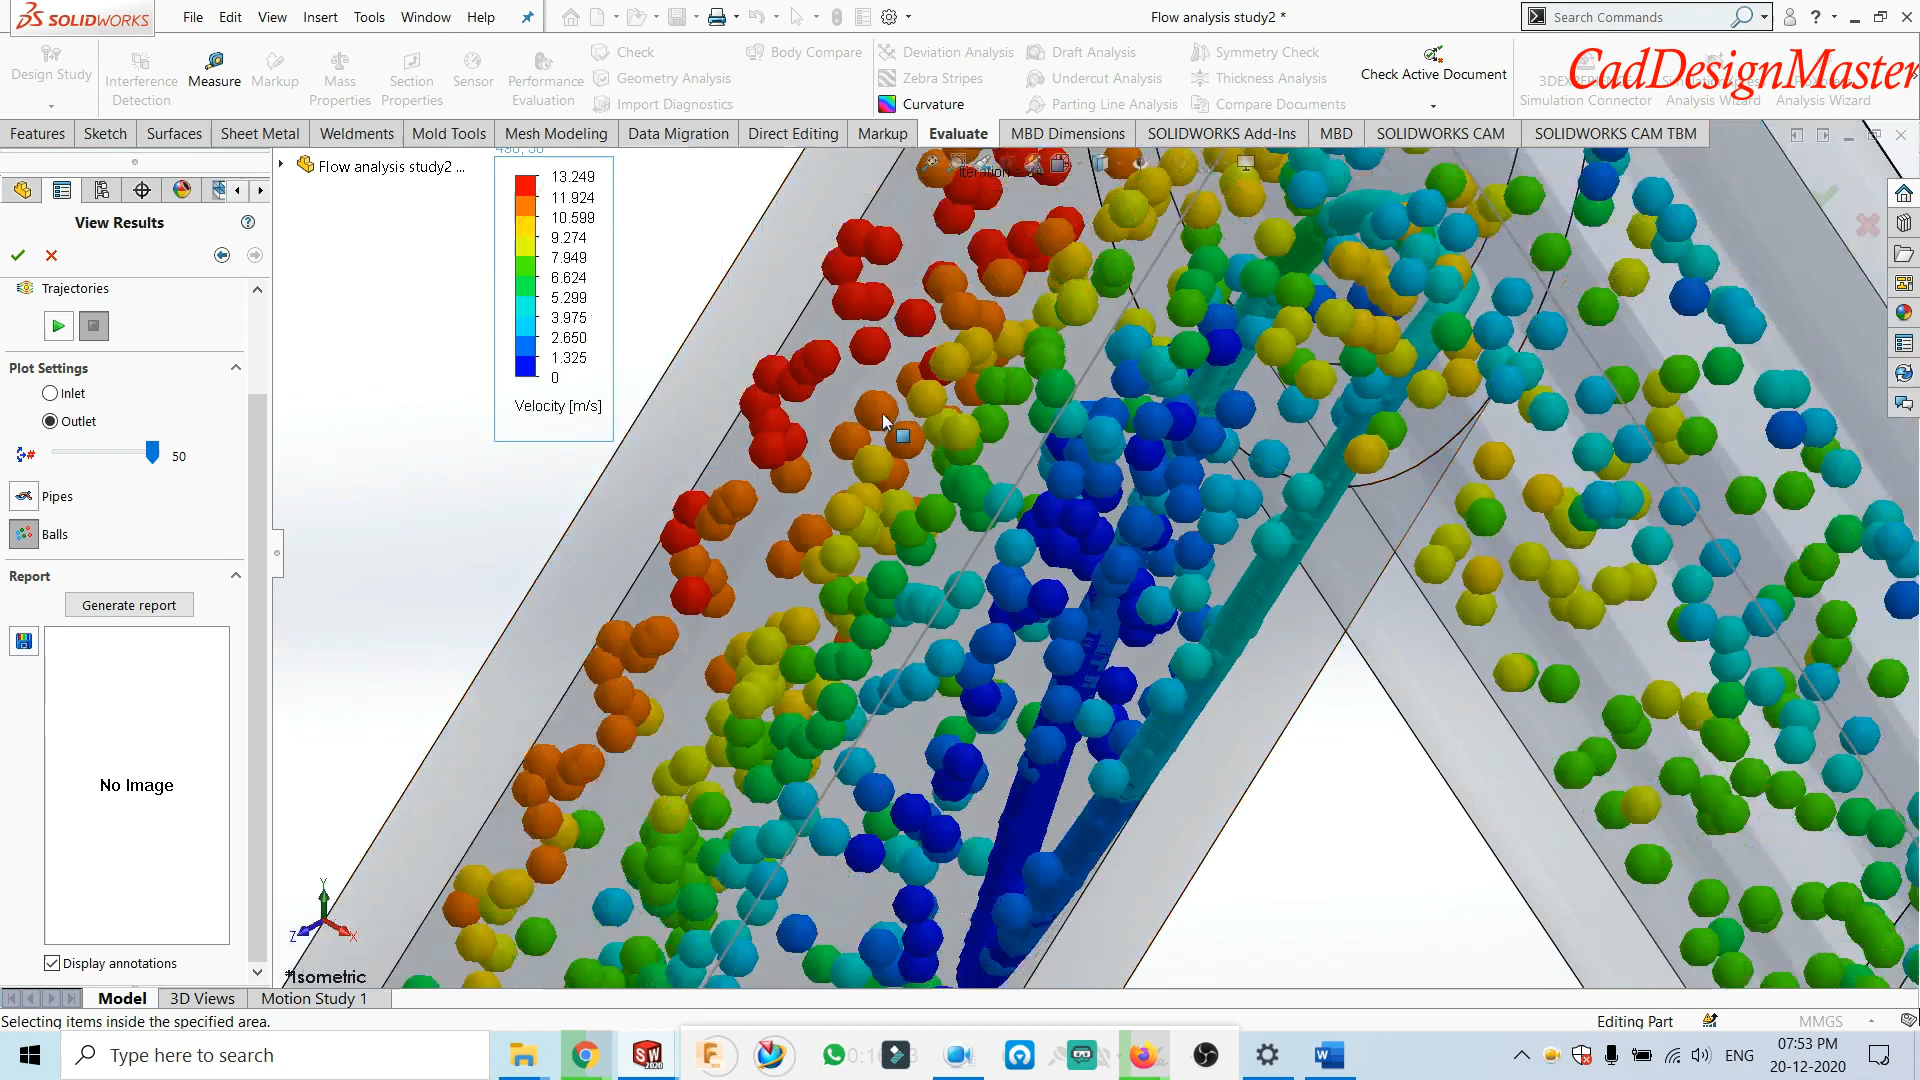 SOLIDWORKS
File Edit View Insert Tools Window Help
Flow analysis study2 *
Search Commands
Design Study
Interference Detection
Measure
Markup
Mass Properties
Section Properties
Sensor
Performance Evaluation
Check
Geometry Analysis
Import Diagnostics
Body Compare
Deviation Analysis
Zebra Stripes
Curvature
Draft Analysis
Undercut Analysis
Parting Line Analysis
Symmetry Check
Thickness Analysis
Compare Documents
Check Active Document
CadDesignMaster
Simulation Connector
Analysis Wizard
Analysis Wizard
Features Sketch Surfaces Sheet Metal Weldments Mold Tools Mesh Modeling Data Migration Direct Editing Markup Evaluate MBD Dimensions SOLIDWORKS Add-Ins MBD SOLIDWORKS CAM SOLIDWORKS CAM TBM
Flow analysis study2 ...
View Results
Trajectories
Plot Settings
Inlet
Outlet
50
Pipes
Balls
Report
Generate report
No Image
Display annotations
13.249
11.924
10.599
9.274
7.949
6.624
5.299
3.975
2.650
1.325
0
Velocity [m/s]
Y
Z
X
*Isometric
Model 3D Views Motion Study 1
Selecting items inside the specified area.
Editing Part
MMGS
Type here to search
SW
2020
ENG
07:53 PM
20-12-2020